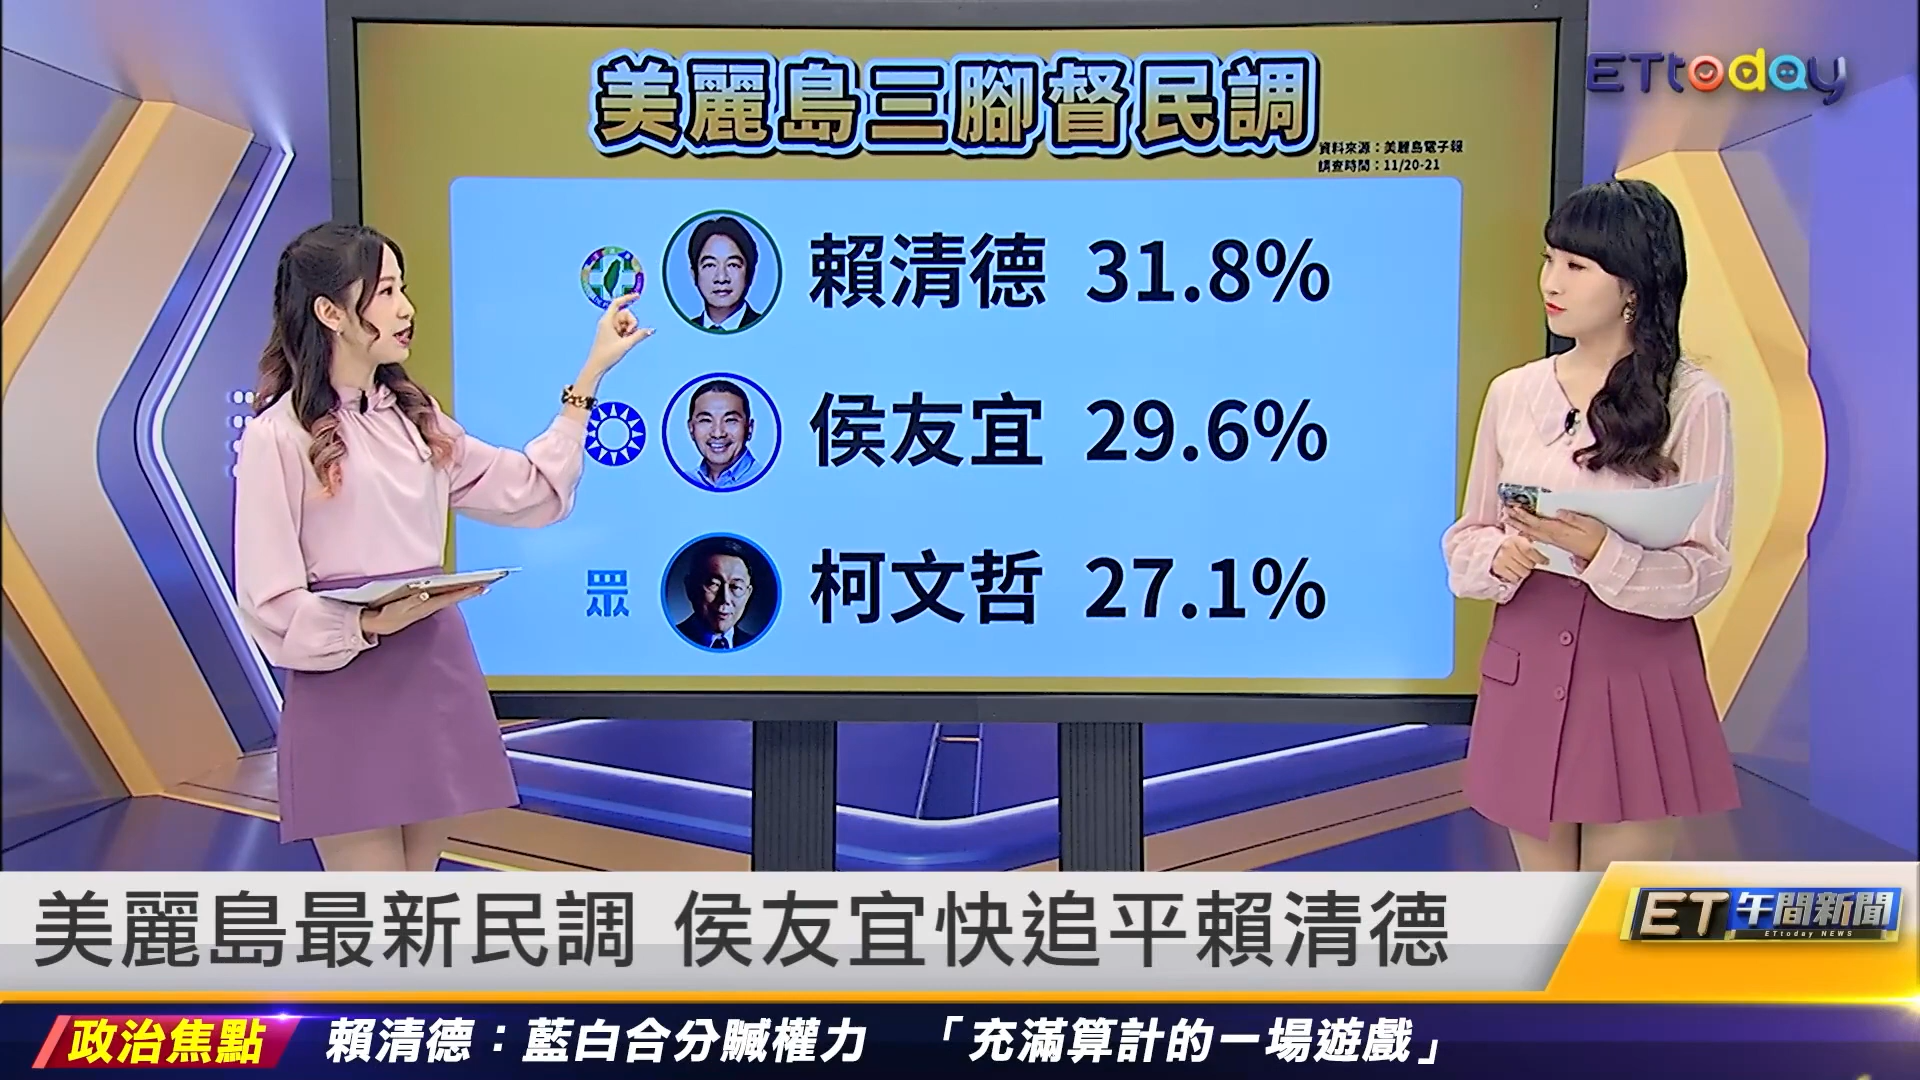 美麗島三腳督民調
ETtoday
資料來源：美麗島電子報
調查時間：11/20-21
賴清德 31.8%
侯友宜 29.6%
眾 柯文哲 27.1%
美麗島最新民調 侯友宜快追平賴清德
ET午間新聞
ETtoday NEWS
政治焦點 賴清德：藍白合分贓權力 「充滿算計的一場遊戲」